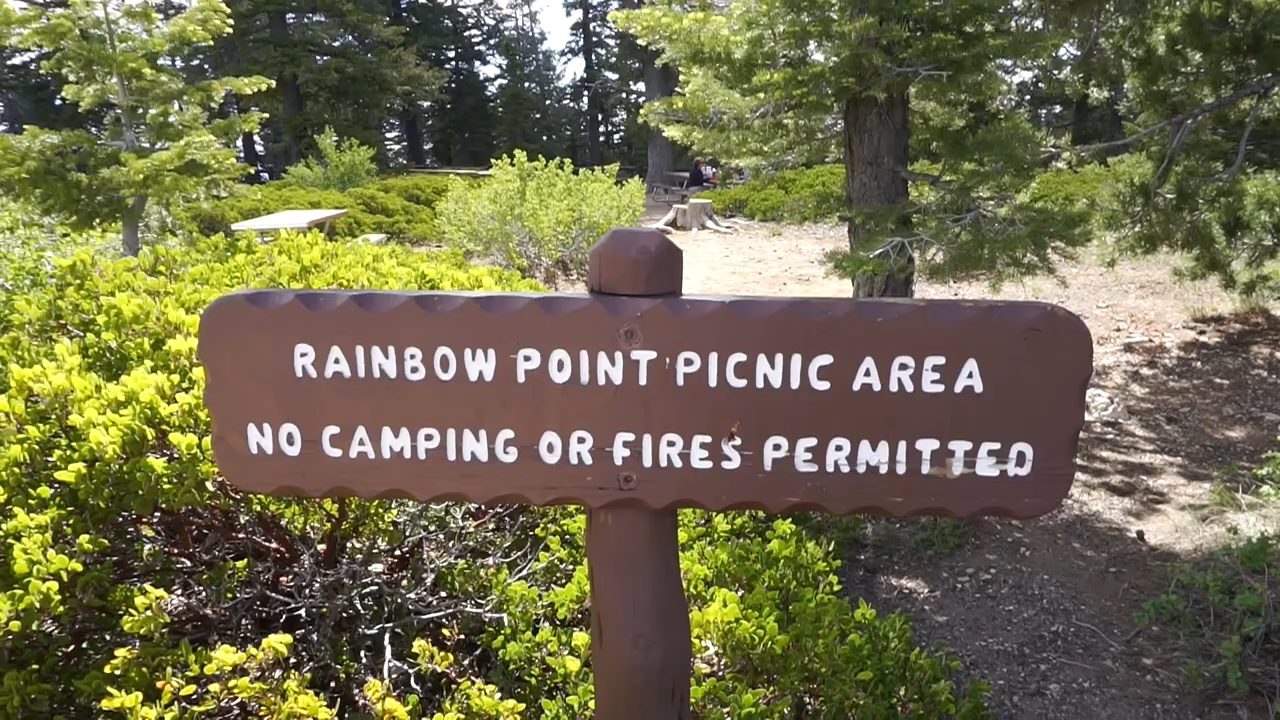 RAINBOW POINT PICNIC AREA
NO CAMPING OR FIRES PERMITTED